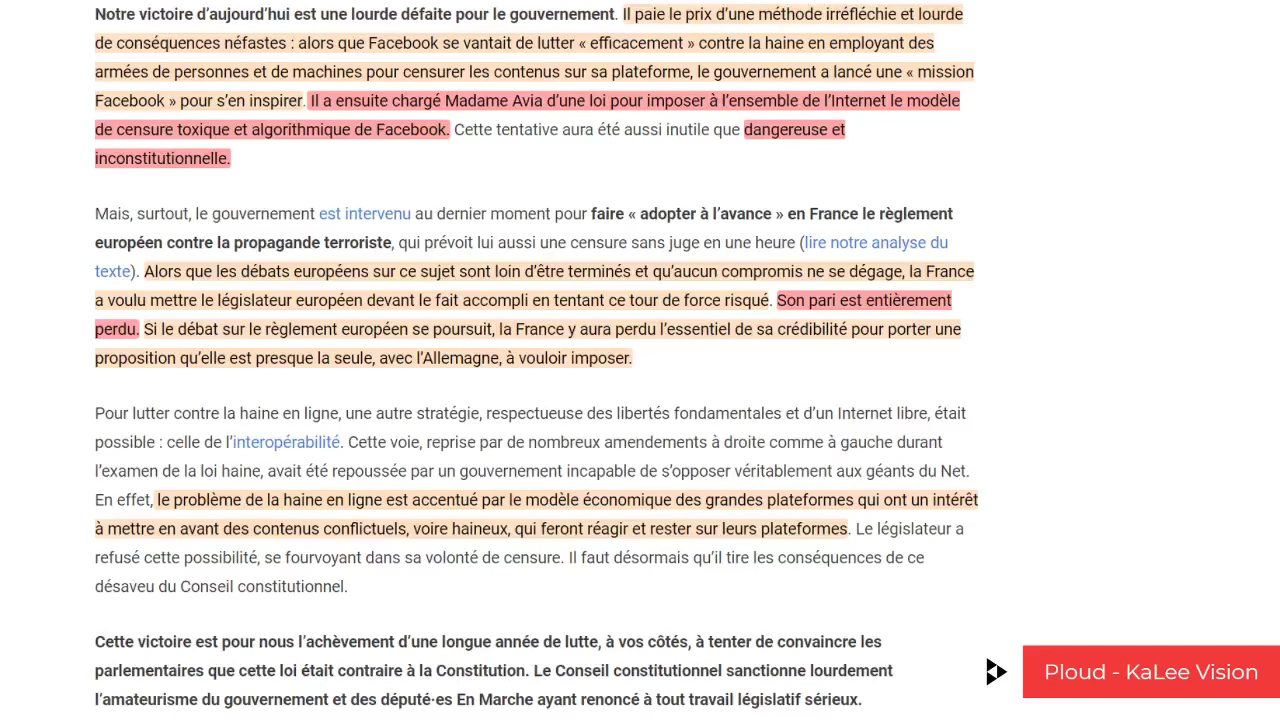 Notre victoire d’aujourd’hui est une lourde défaite pour le gouvernement. Il paie le prix d’une méthode irréfléchie et lourde
de conséquences néfastes : alors que Facebook se vantait de lutter « efficacement » contre la haine en employant des
armées de personnes et de machines pour censurer les contenus sur sa plateforme, le gouvernement a lancé une « mission
Facebook » pour s’en inspirer. Il a ensuite chargé Madame Avia d’une loi pour imposer à l’ensemble de l’Internet le modèle
de censure toxique et algorithmique de Facebook. Cette tentative aura été aussi inutile que dangereuse et
inconstitutionnelle.
Mais, surtout, le gouvernement est intervenu au dernier moment pour faire « adopter à l’avance » en France le règlement
européen contre la propagande terroriste, qui prévoit lui aussi une censure sans juge en une heure (lire notre analyse du
texte). Alors que les débats européens sur ce sujet sont loin d’être terminés et qu’aucun compromis ne se dégage, la France
a voulu mettre le législateur européen devant le fait accompli en tentant ce tour de force risqué. Son pari est entièrement
perdu. Si le débat sur le règlement européen se poursuit, la France y aura perdu l’essentiel de sa crédibilité pour porter une
proposition qu’elle est presque la seule, avec l’Allemagne, à vouloir imposer.
Pour lutter contre la haine en ligne, une autre stratégie, respectueuse des libertés fondamentales et d’un Internet libre, était
possible : celle de l’interopérabilité. Cette voie, reprise par de nombreux amendements à droite comme à gauche durant
l’examen de la loi haine, avait été repoussée par un gouvernement incapable de s’opposer véritablement aux géants du Net.
En effet, le problème de la haine en ligne est accentué par le modèle économique des grandes plateformes qui ont un intérêt
à mettre en avant des contenus conflictuels, voire haineux, qui feront réagir et rester sur leurs plateformes. Le législateur a
refusé cette possibilité, se fourvoyant dans sa volonté de censure. Il faut désormais qu’il tire les conséquences de ce
désaveu du Conseil constitutionnel.
Cette victoire est pour nous l’achèvement d’une longue année de lutte, à vos côtés, à tenter de convaincre les
parlementaires que cette loi était contraire à la Constitution. Le Conseil constitutionnel sanctionne lourdement
l’amateurisme du gouvernement et des député·es En Marche ayant renoncé à tout travail législatif sérieux.
Ploud - KaLee Vision